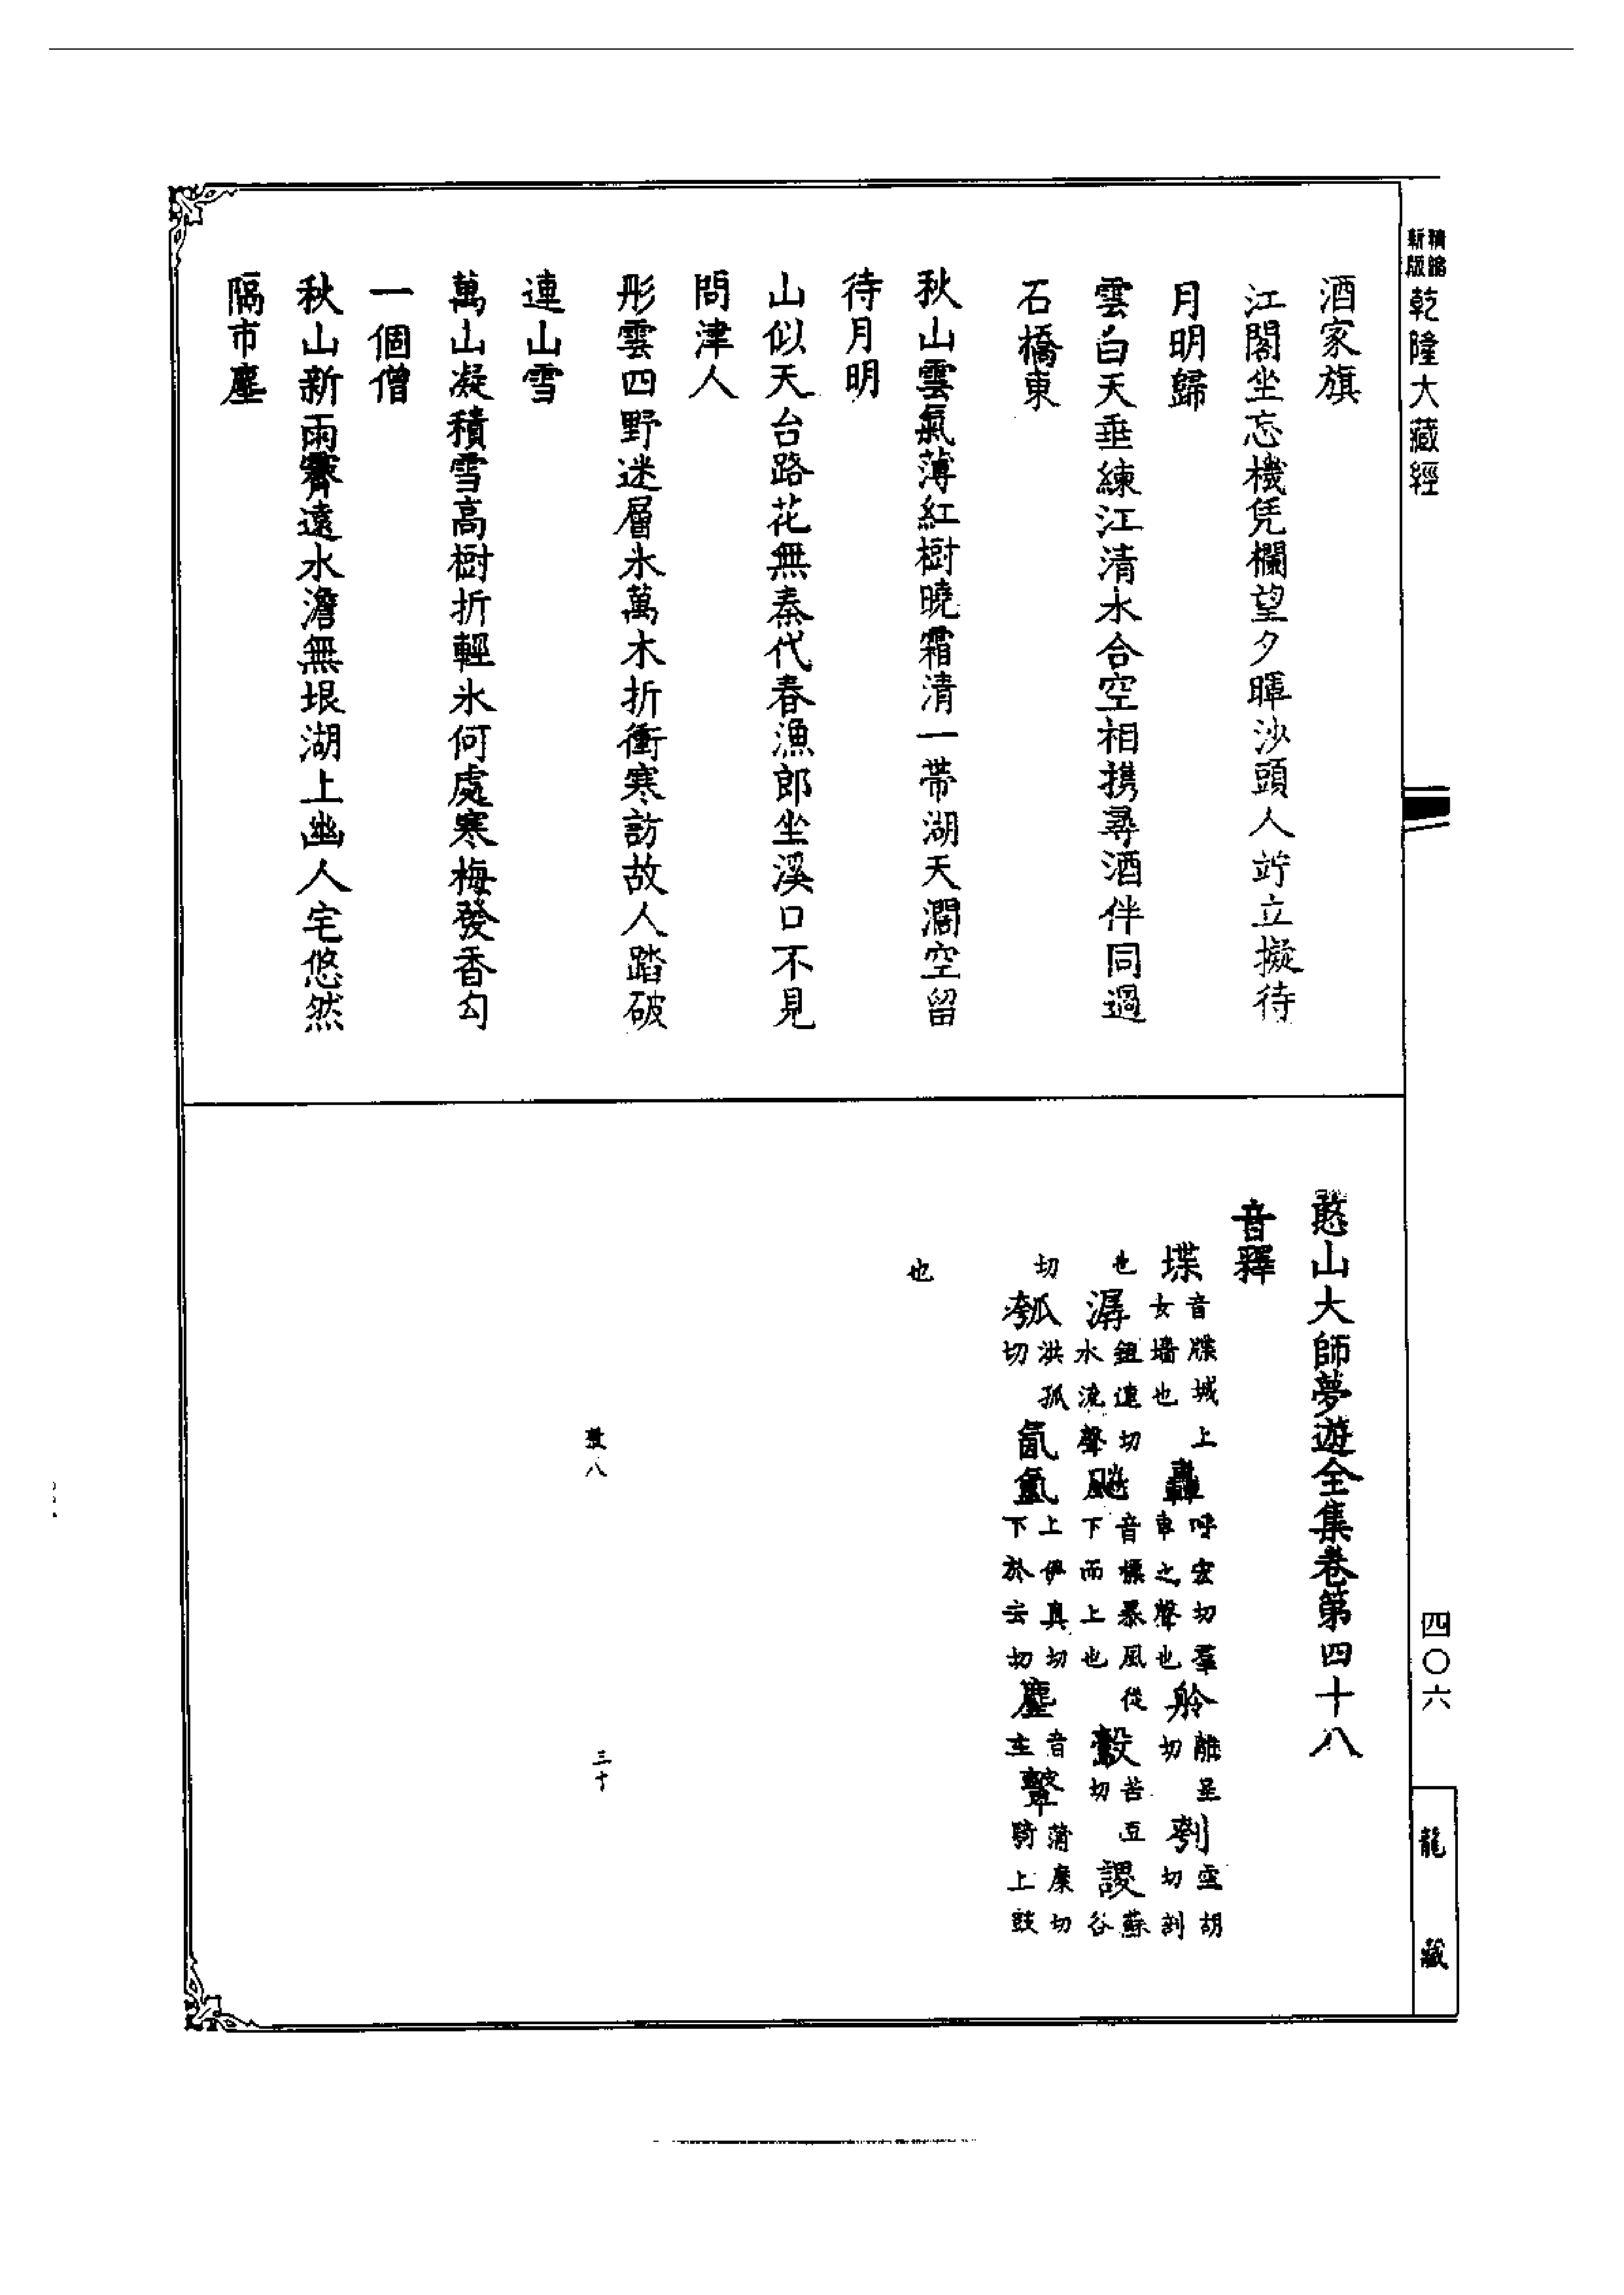 精縮
新版
乾隆大藏經
酒家旗
江閣坐忘機凭欄望夕暉沙頭人竚立擬待
月明歸
雲白天垂練江清水合空相携尋酒伴同過
石橋東
秋山雲氣薄紅樹曉霜清一帶湖天濶空留
待月明
山似天台路花無秦代春漁郎坐溪口不見
問津人
彤雲四野迷層氷萬木折衝寒訪故人踏破
連山雪
萬山凝積雪高樹折輕氷何處寒梅發香勾
一個僧
秋山新雨霽遠水澹無垠湖上幽人宅悠然
隔市塵
憨山大師夢遊全集卷第四十八
音釋
堞音牒城上女墻也 轟呼宏切羣車之聲也 舲離呈切 刳空胡切剖
也 潺鉏連切水流聲 飑音標暴風從下而上也 鷇苦豆切 謖蘇谷
切 瓠洪孤切 氤氳上伊真切下於云切 麈音主 鼙蒲糜切騎上鼓
也
八
三十
四〇六
龍藏